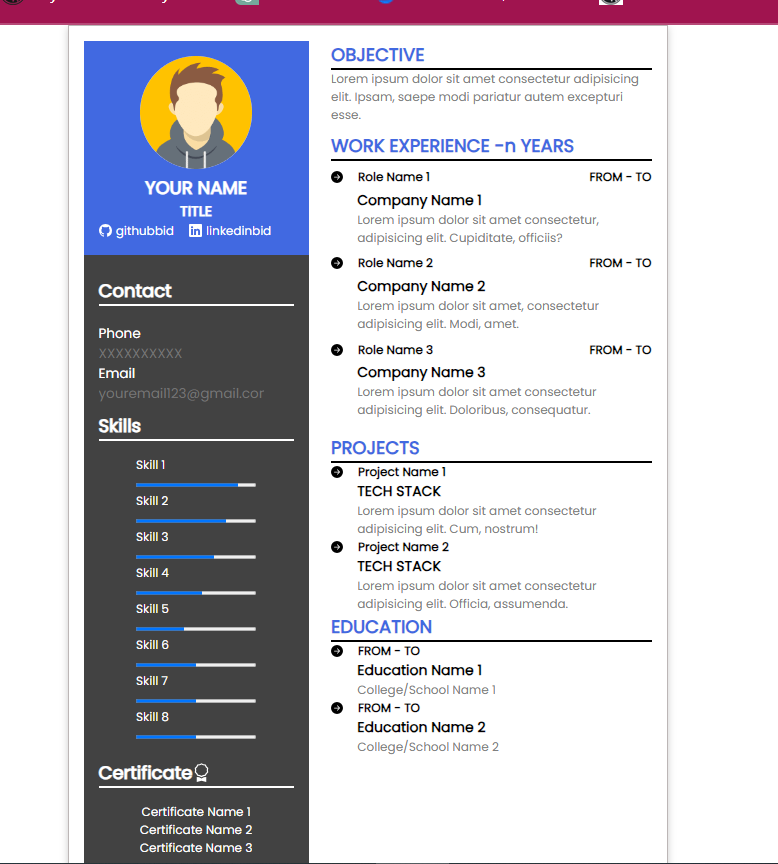 YOUR NAME
TITLE
githubbid linkedinbid
Contact
Phone
XXXXXXXXXX
Email
youremail123@gmail.cor
Skills
Skill 1
Skill 2
Skill 3
Skill 4
Skill 5
Skill 6
Skill 7
Skill 8
Certificate
Certificate Name 1
Certificate Name 2
Certificate Name 3
OBJECTIVE
Lorem ipsum dolor sit amet consectetur adipisicing
elit. Ipsam, saepe modi pariatur autem excepturi
esse.
WORK EXPERIENCE -n YEARS
Role Name 1 FROM - TO
Company Name 1
Lorem ipsum dolor sit amet consectetur,
adipisicing elit. Cupiditate, officiis?
Role Name 2 FROM - TO
Company Name 2
Lorem ipsum dolor sit amet, consectetur
adipisicing elit. Modi, amet.
Role Name 3 FROM - TO
Company Name 3
Lorem ipsum dolor sit amet consectetur
adipisicing elit. Doloribus, consequatur.
PROJECTS
Project Name 1
TECH STACK
Lorem ipsum dolor sit amet consectetur
adipisicing elit. Cum, nostrum!
Project Name 2
TECH STACK
Lorem ipsum dolor sit amet consectetur
adipisicing elit. Officia, assumenda.
EDUCATION
FROM - TO
Education Name 1
College/School Name 1
FROM - TO
Education Name 2
College/School Name 2